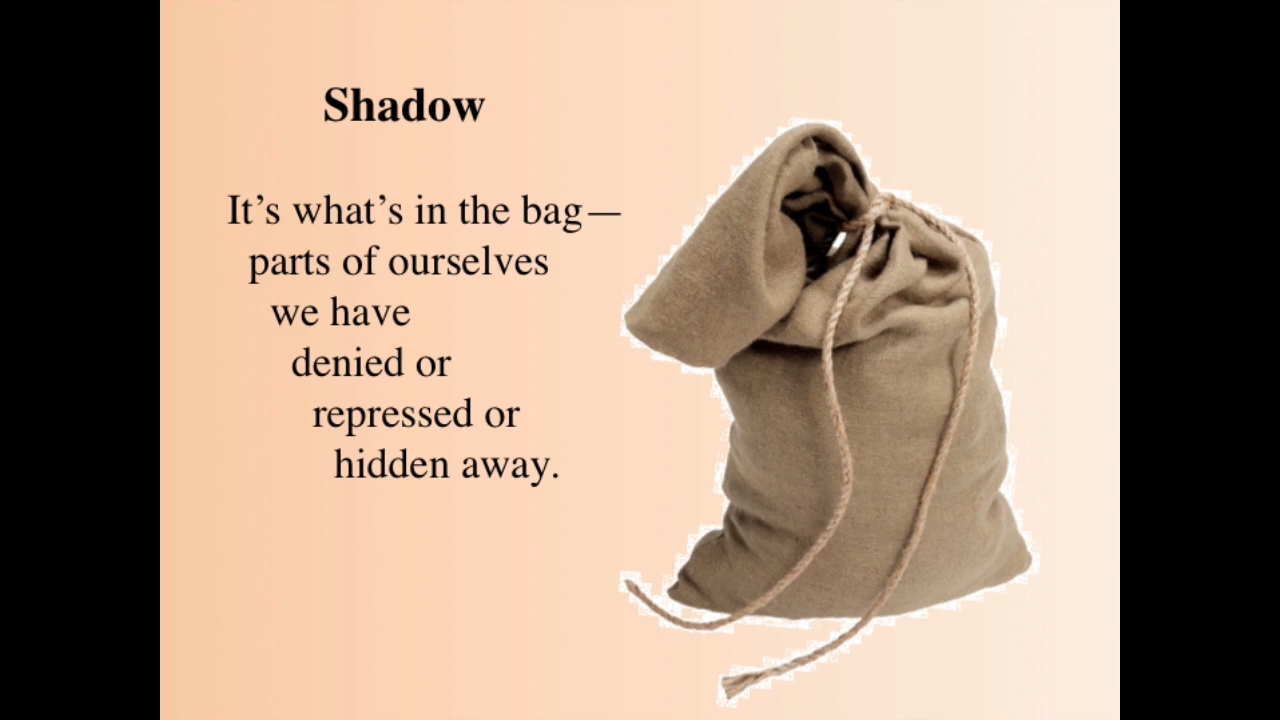 Shadow
It’s what’s in the bag—
parts of ourselves
we have
denied or
repressed or
hidden away.